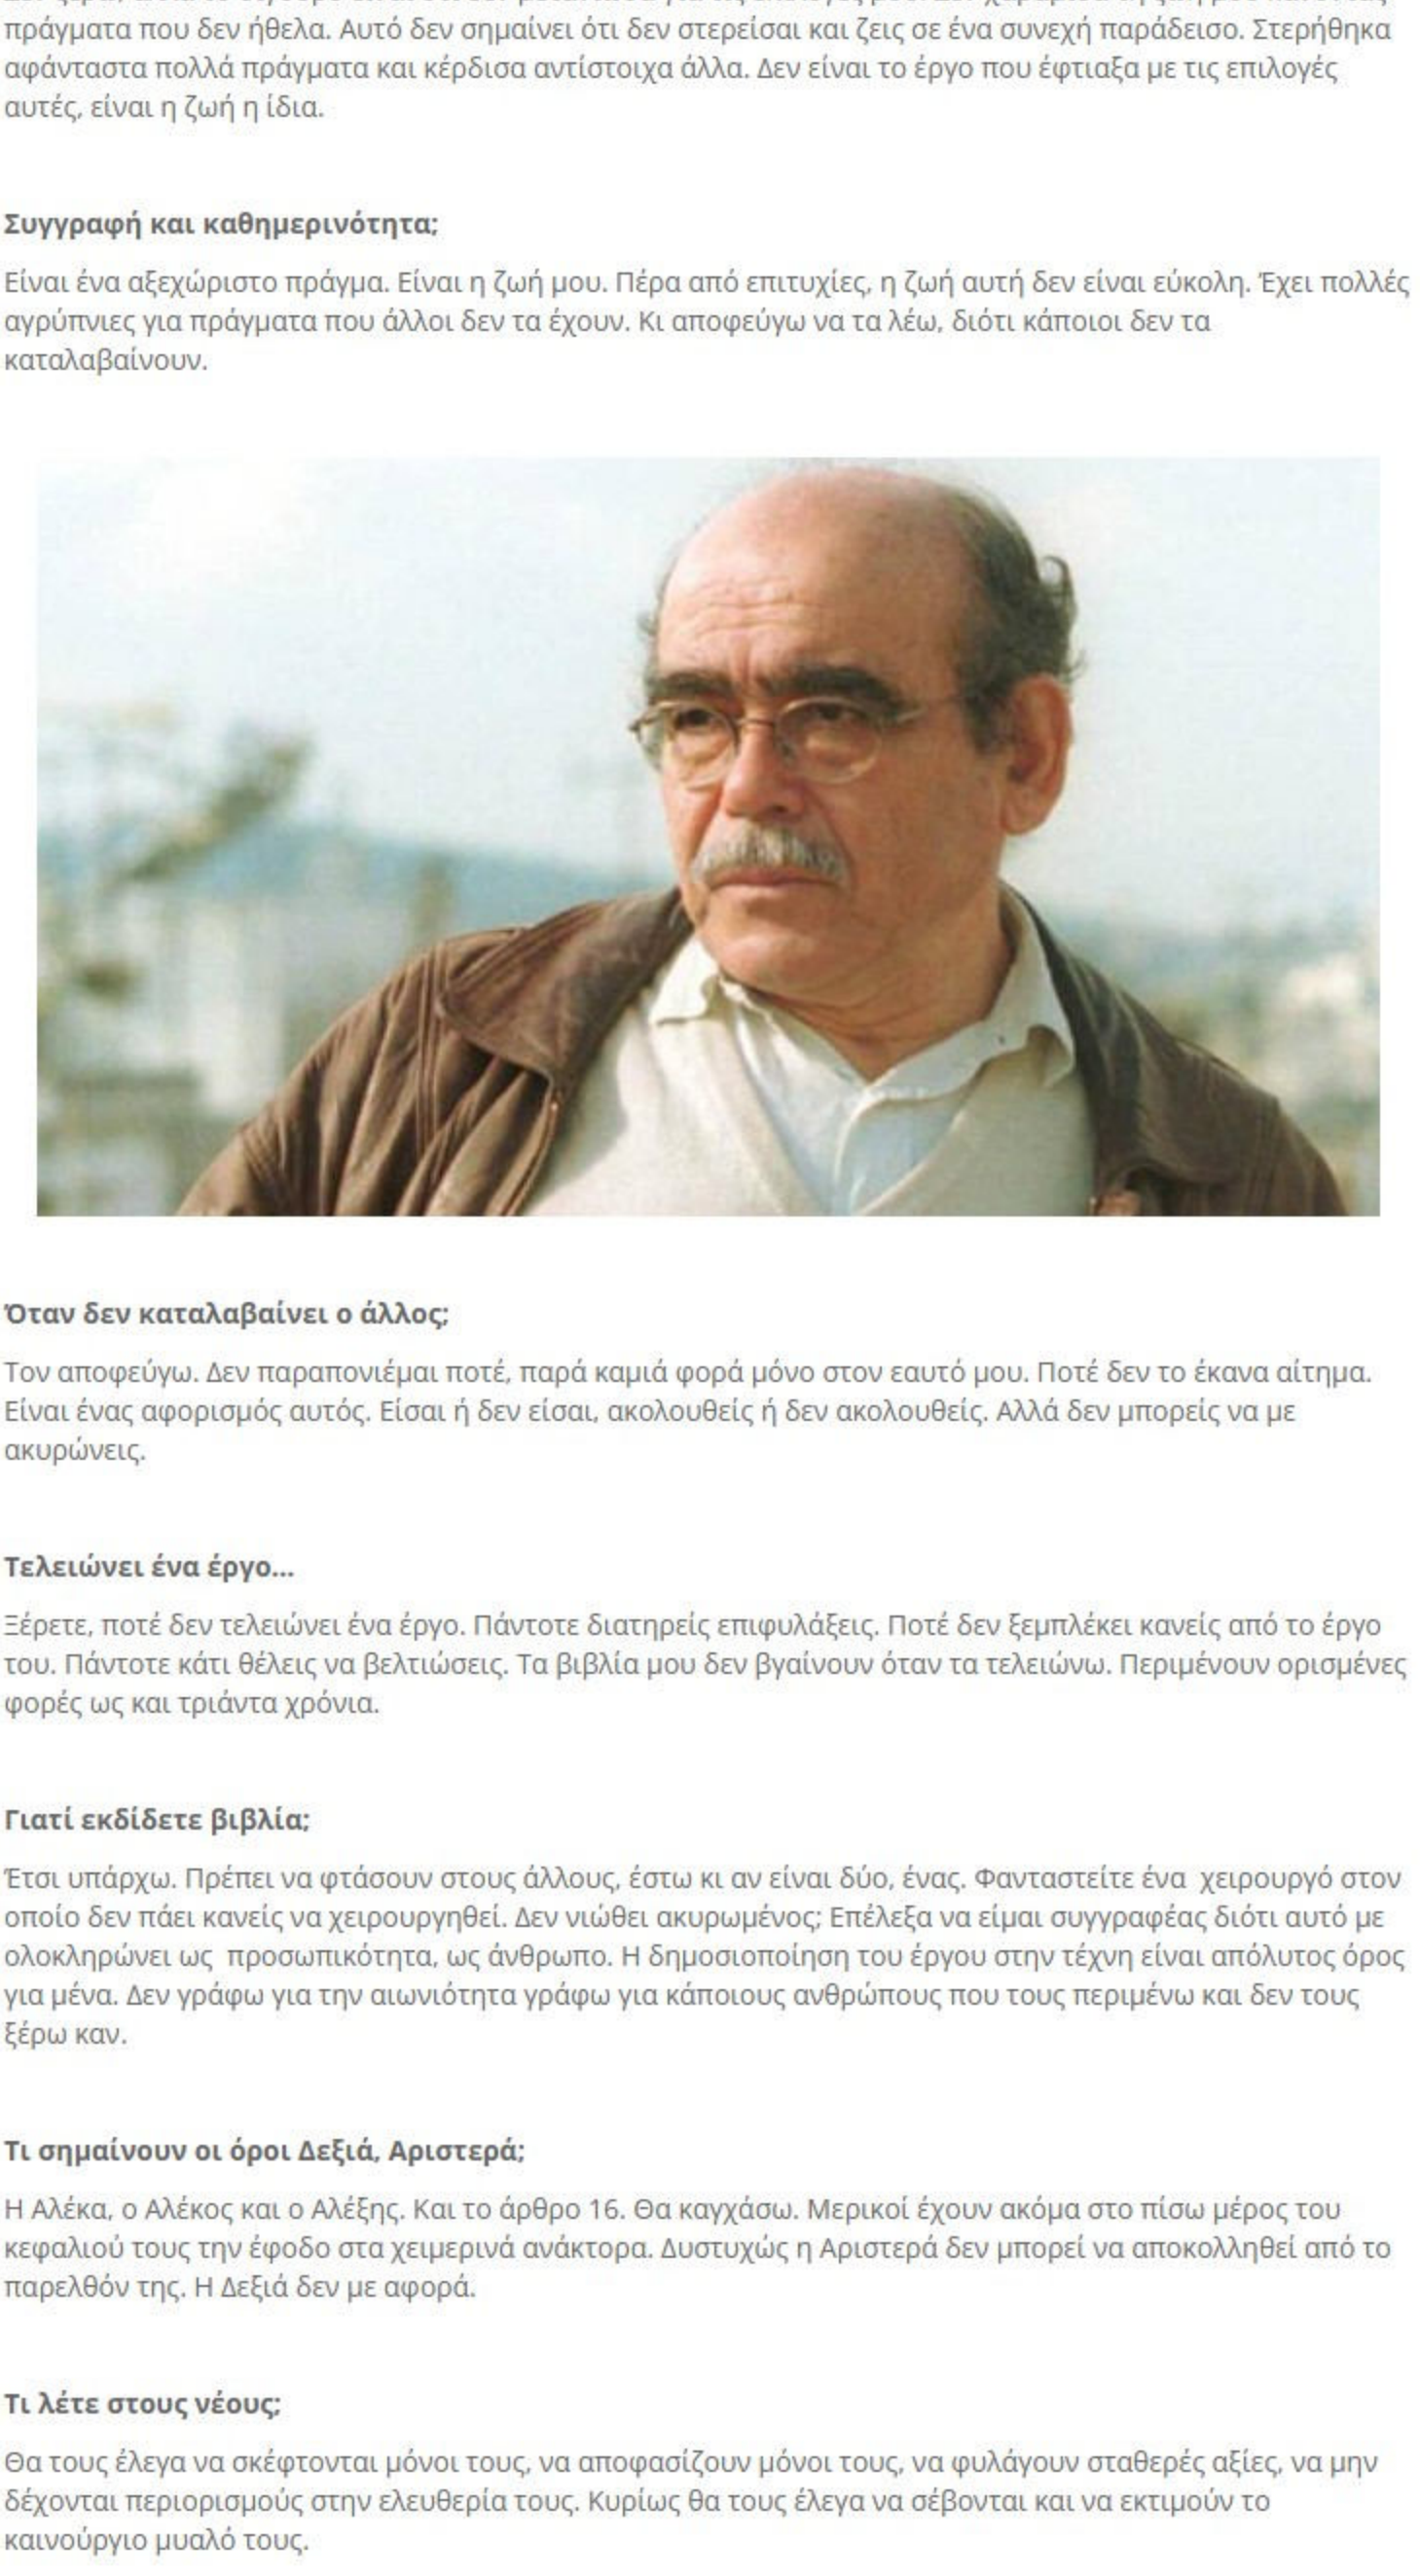 πράγματα που δεν ήθελα. Αυτό δεν σημαίνει ότι δεν στερείσαι και ζεις σε ένα συνεχή παράδεισο. Στερήθηκα
αφάνταστα πολλά πράγματα και κέρδισα αντίστοιχα άλλα. Δεν είναι το έργο που έφτιαξα με τις επιλογές
αυτές, είναι η ζωή η ίδια.
Συγγραφή και καθημερινότητα;
Είναι ένα αξεχώριστο πράγμα. Είναι η ζωή μου. Πέρα από επιτυχίες, η ζωή αυτή δεν είναι εύκολη. Έχει πολλές
αγρύπνιες για πράγματα που άλλοι δεν τα έχουν. Κι αποφεύγω να τα λέω, διότι κάποιοι δεν τα
καταλαβαίνουν.
Όταν δεν καταλαβαίνει ο άλλος;
Τον αποφεύγω. Δεν παραπονιέμαι ποτέ, παρά καμιά φορά μόνο στον εαυτό μου. Ποτέ δεν το έκανα αίτημα.
Είναι ένας αφορισμός αυτός. Είσαι ή δεν είσαι, ακολουθείς ή δεν ακολουθείς. Αλλά δεν μπορείς να με
ακυρώνεις.
Τελειώνει ένα έργο...
Ξέρετε, ποτέ δεν τελειώνει ένα έργο. Πάντοτε διατηρείς επιφυλάξεις. Ποτέ δεν ξεμπλέκει κανείς από το έργο
του. Πάντοτε κάτι θέλεις να βελτιώσεις. Τα βιβλία μου δεν βγαίνουν όταν τα τελειώνω. Περιμένουν ορισμένες
φορές ως και τριάντα χρόνια.
Γιατί εκδίδετε βιβλία;
Έτσι υπάρχω. Πρέπει να φτάσουν στους άλλους, έστω κι αν είναι δύο, ένας. Φανταστείτε ένα  χειρουργό στον
οποίο δεν πάει κανείς να χειρουργηθεί. Δεν νιώθει ακυρωμένος; Επέλεξα να είμαι συγγραφέας διότι αυτό με
ολοκληρώνει ως  προσωπικότητα, ως άνθρωπο. Η δημοσιοποίηση του έργου στην τέχνη είναι απόλυτος όρος
για μένα. Δεν γράφω για την αιωνιότητα γράφω για κάποιους ανθρώπους που τους περιμένω και δεν τους
ξέρω καν.
Τι σημαίνουν οι όροι Δεξιά, Αριστερά;
Η Αλέκα, ο Αλέκος και ο Αλέξης. Και το άρθρο 16. Θα καγχάσω. Μερικοί έχουν ακόμα στο πίσω μέρος του
κεφαλιού τους την έφοδο στα χειμερινά ανάκτορα. Δυστυχώς η Αριστερά δεν μπορεί να αποκολληθεί από το
παρελθόν της. Η Δεξιά δεν με αφορά.
Τι λέτε στους νέους;
Θα τους έλεγα να σκέφτονται μόνοι τους, να αποφασίζουν μόνοι τους, να φυλάγουν σταθερές αξίες, να μην
δέχονται περιορισμούς στην ελευθερία τους. Κυρίως θα τους έλεγα να σέβονται και να εκτιμούν το
καινούργιο μυαλό τους.